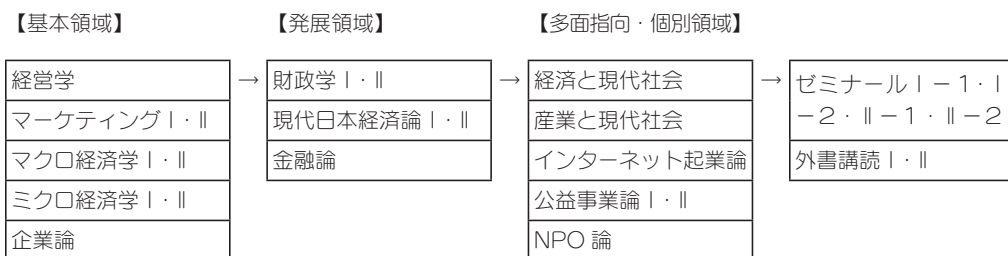 【基本領域】
【発展領域】
【多面指向・個別領域】
経営学
マーケティングⅠ・Ⅱ
マクロ経済学Ⅰ・Ⅱ
ミクロ経済学Ⅰ・Ⅱ
企業論
→
財政学Ⅰ・Ⅱ
現代日本経済論Ⅰ・Ⅱ
金融論
→
経済と現代社会
産業と現代社会
インターネット起業論
公益事業論Ⅰ・Ⅱ
NPO 論
→
ゼミナールⅠ－１・Ⅰ
－２・Ⅱ－１・Ⅱ－２
外書講読Ⅰ・Ⅱ